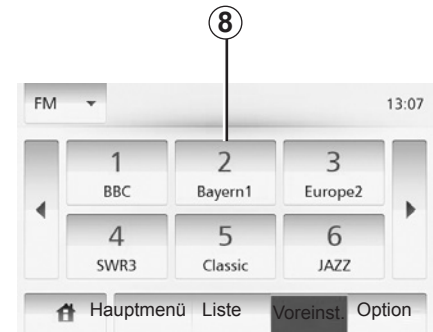 8
FM 13:07
1 2 3
BBC Bayern1 Europe2
4 5 6
SWR3 Classic JAZZ
Hauptmenü Liste Voreinst. Option